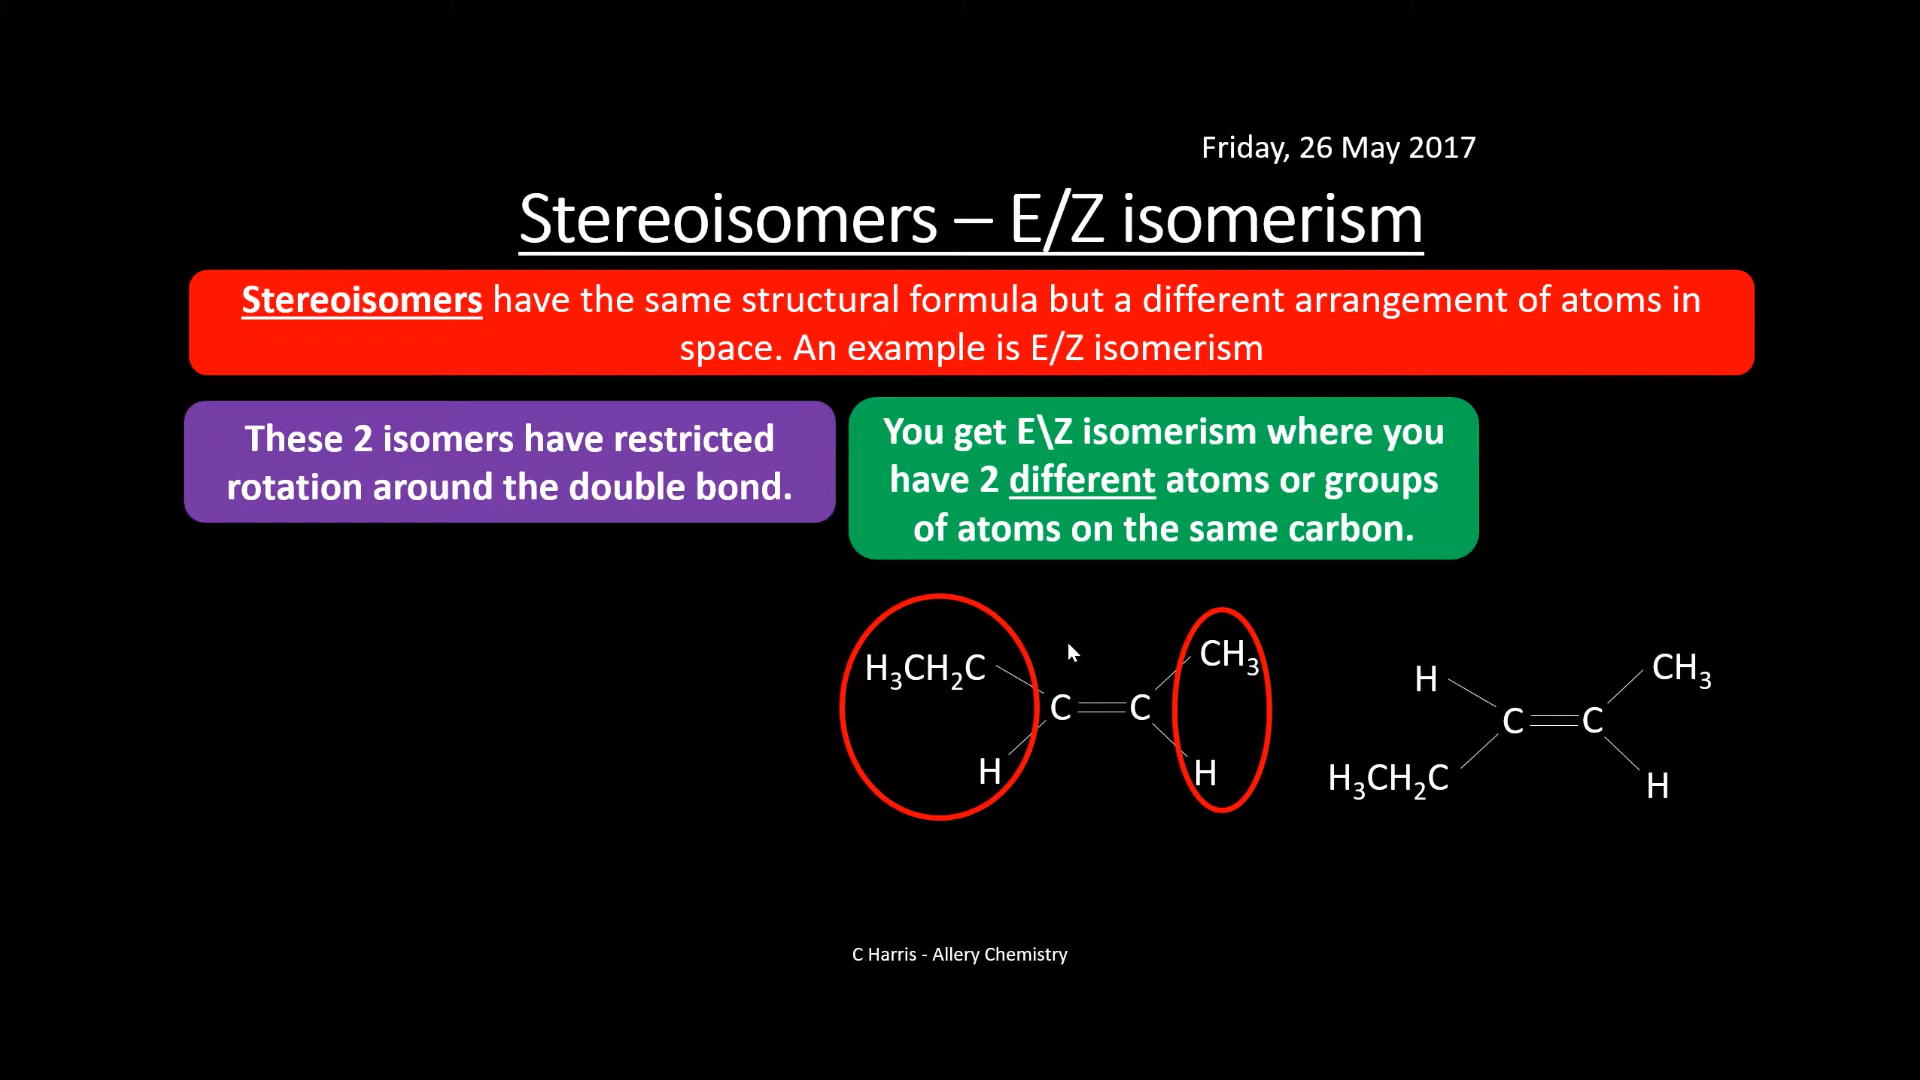 Friday, 26 May 2017
Stereoisomers – E/Z isomerism
Stereoisomers have the same structural formula but a different arrangement of atoms in
space. An example is E/Z isomerism
These 2 isomers have restricted
rotation around the double bond.
You get E\Z isomerism where you
have 2 different atoms or groups
of atoms on the same carbon.
H₃CH₂C CH₃
C C
H H
H CH₃
C C
H₃CH₂C H
C Harris - Allery Chemistry